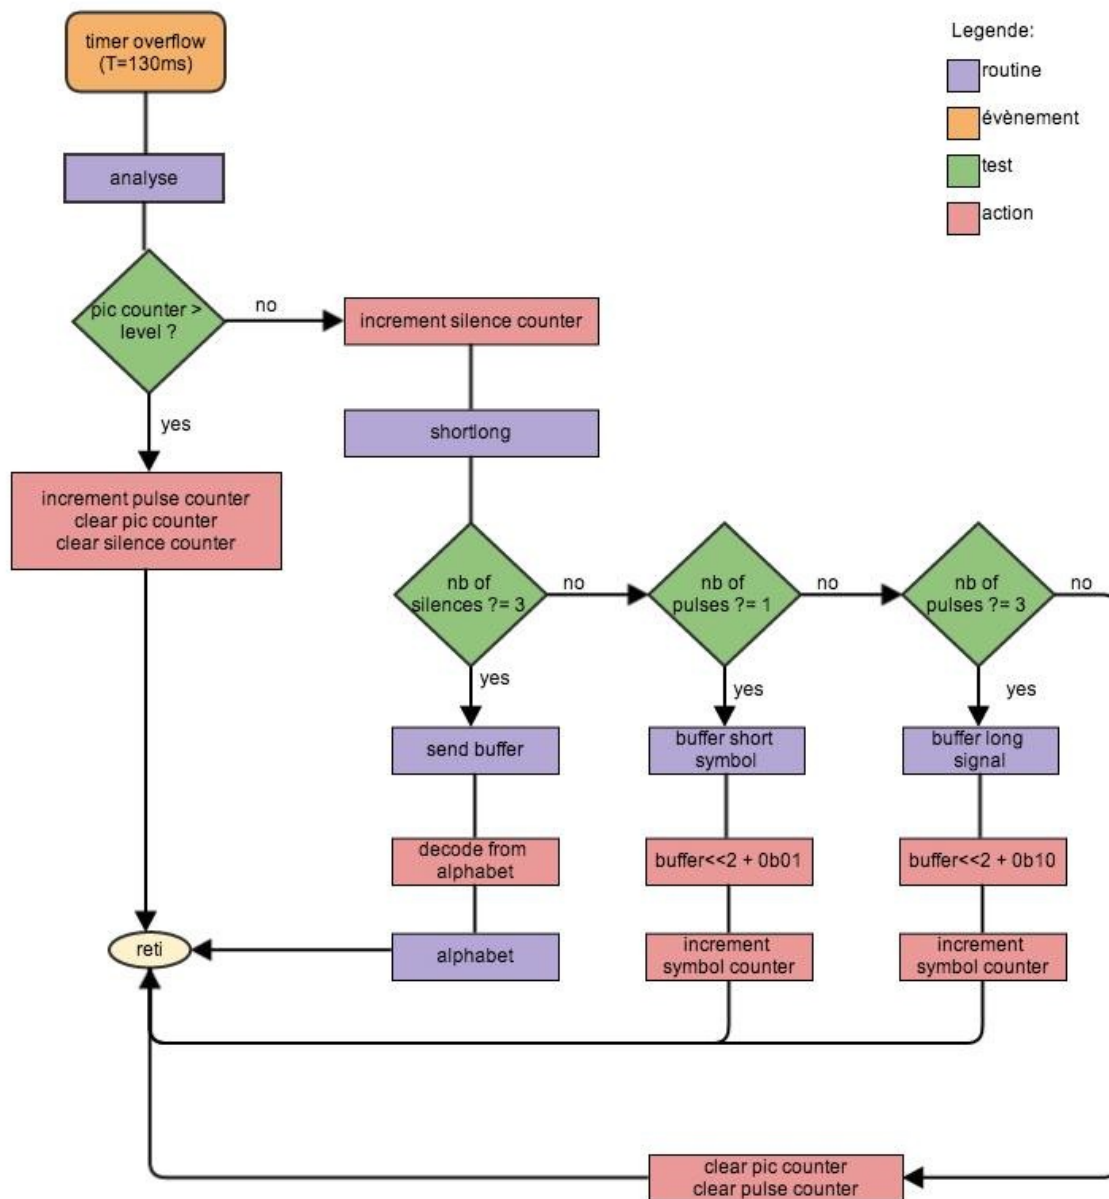 timer overflow
(T=130ms)
Legende:
routine
évènement
test
action
analyse
pic counter >
level ?
no
increment silence counter
yes
shortlong
increment pulse counter
clear pic counter
clear silence counter
nb of
silences ?= 3
no
nb of
pulses ?= 1
no
nb of
pulses ?= 3
no
yes
yes
yes
send buffer
buffer short
symbol
buffer long
signal
decode from
alphabet
buffer<<2 + 0b01
buffer<<2 + 0b10
reti
alphabet
increment
symbol counter
increment
symbol counter
clear pic counter
clear pulse counter